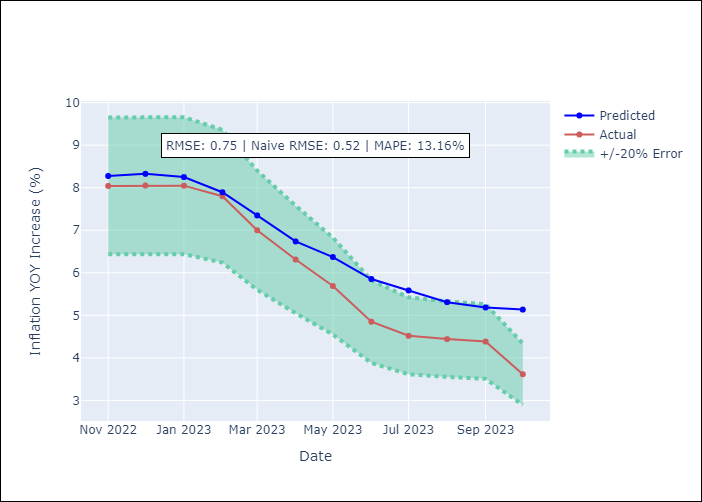 RMSE: 0.75 | Naive RMSE: 0.52 | MAPE: 13.16%
Predicted
Actual
+/-20% Error
Inflation YOY Increase (%)
10
9
8
7
6
5
4
3
Nov 2022
Jan 2023
Mar 2023
May 2023
Jul 2023
Sep 2023
Date